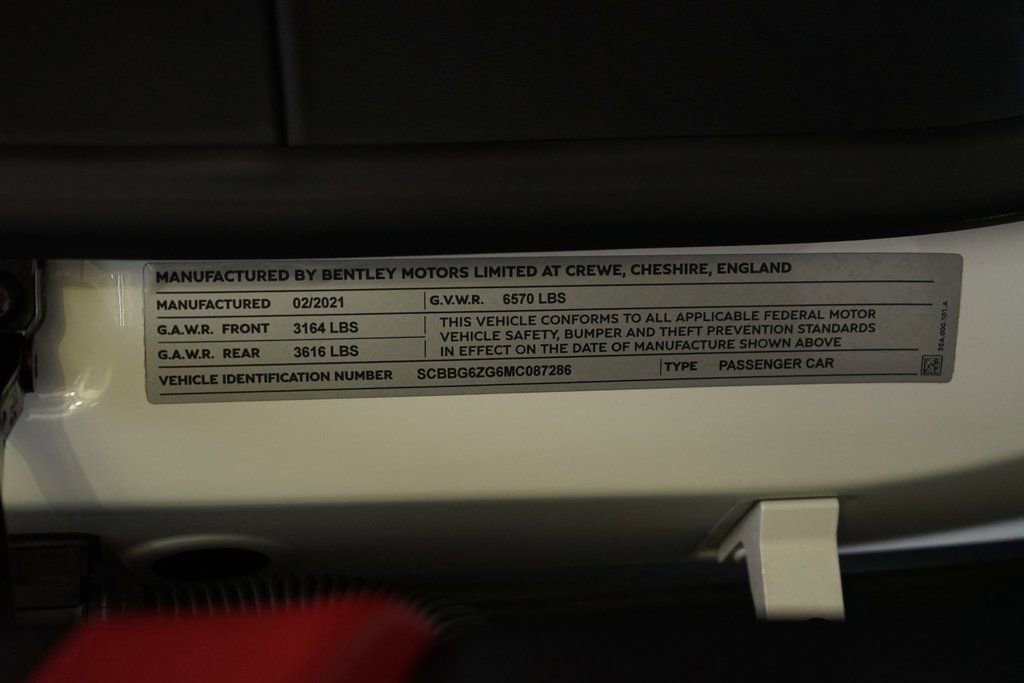 MANUFACTURED BY BENTLEY MOTORS LIMITED AT CREWE, CHESHIRE, ENGLAND
MANUFACTURED 02/2021 G.V.W.R. 6570 LBS
G.A.W.R. FRONT 3164 LBS
G.A.W.R. REAR 3616 LBS
THIS VEHICLE CONFORMS TO ALL APPLICABLE FEDERAL MOTOR
VEHICLE SAFETY, BUMPER AND THEFT PREVENTION STANDARDS
IN EFFECT ON THE DATE OF MANUFACTURE SHOWN ABOVE
VEHICLE IDENTIFICATION NUMBER SCBBG6ZG6MC087286 TYPE PASSENGER CAR